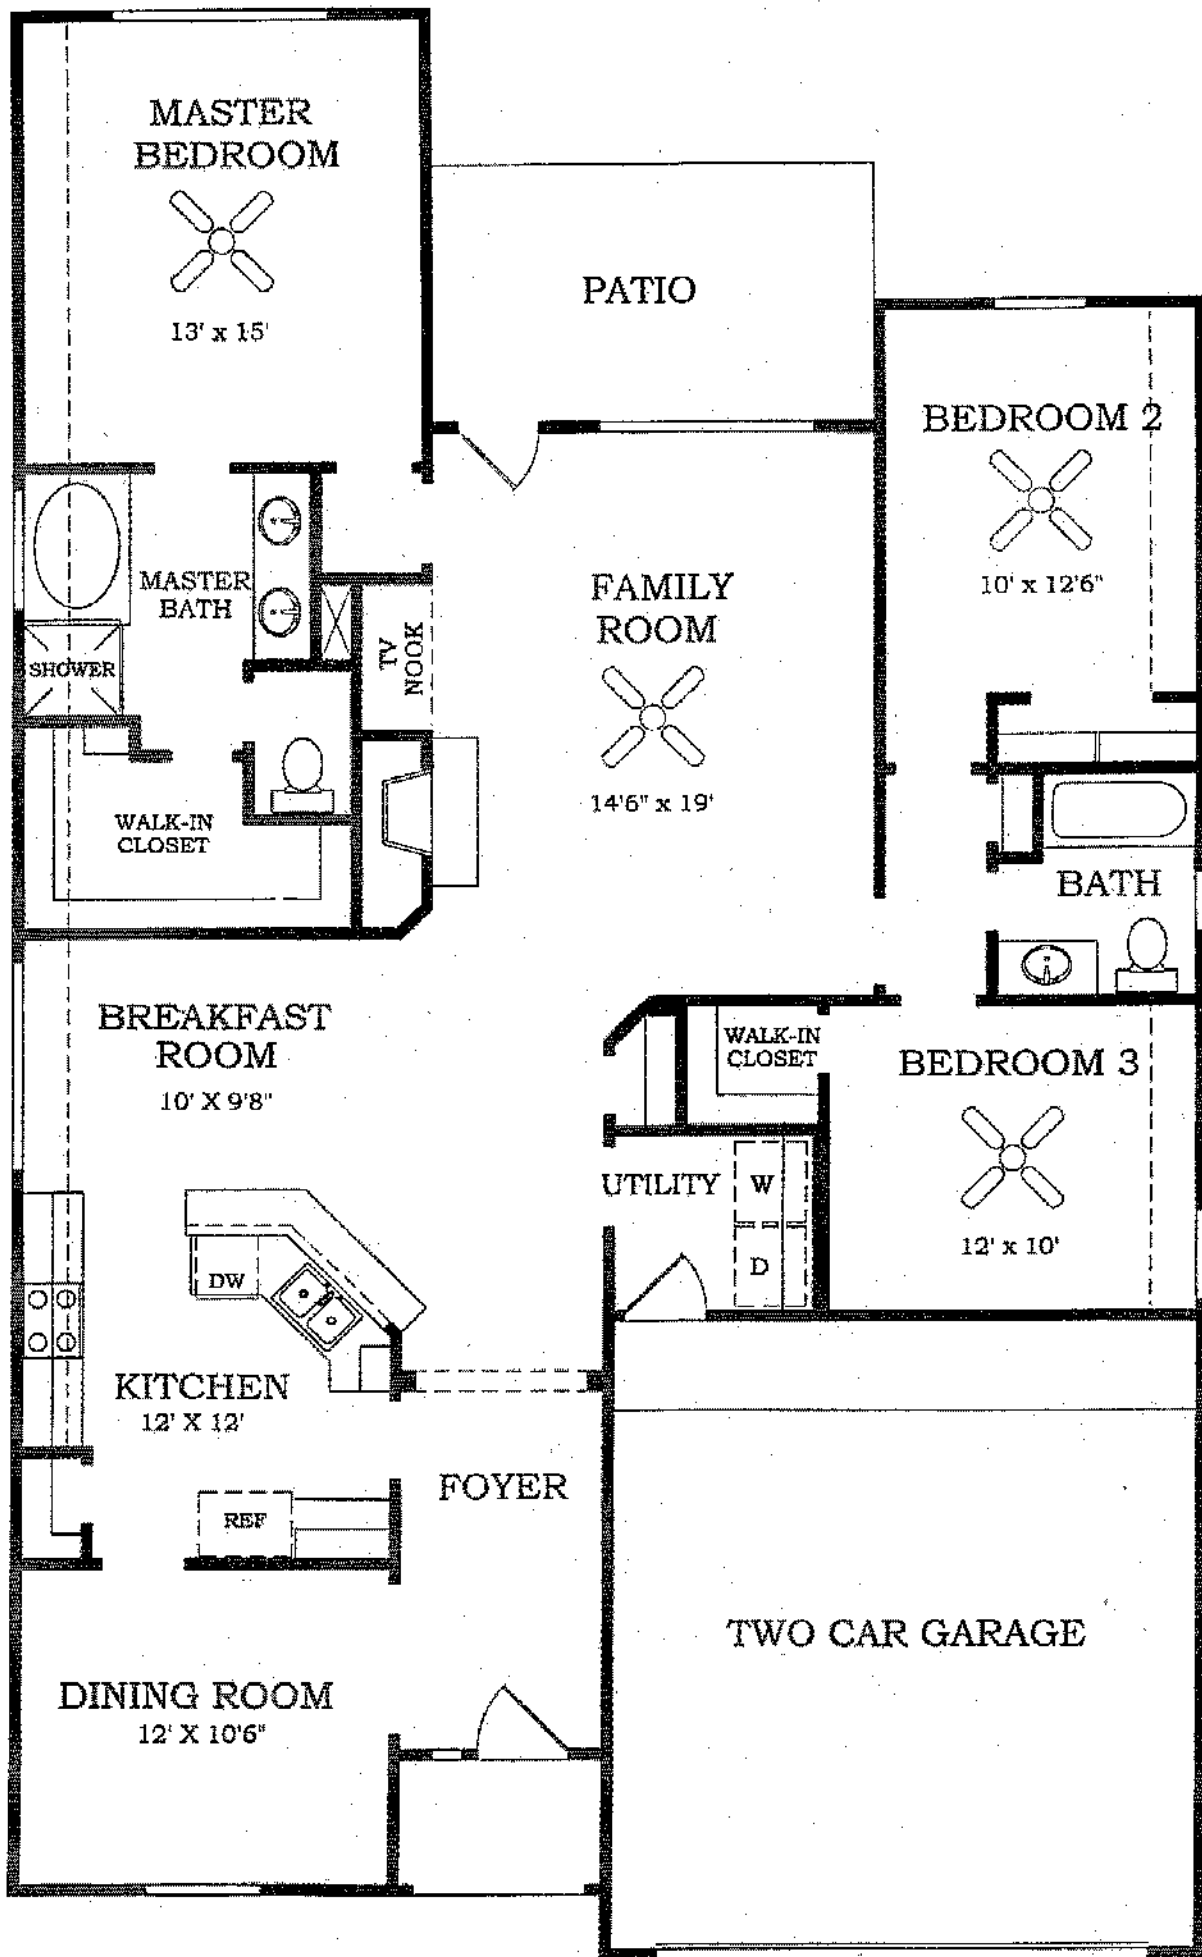 MASTER
BEDROOM
13' x 15'
PATIO
BEDROOM 2
10' x 12'6"
MASTER
BATH
SHOWER
TV
NOOK
FAMILY
ROOM
14'6" x 19'
WALK-IN
CLOSET
BATH
BREAKFAST
ROOM
10' X 9'8"
WALK-IN
CLOSET
BEDROOM 3
12' x 10'
UTILITY
W
D
DW
KITCHEN
12' X 12'
REF
FOYER
DINING ROOM
12' X 10'6"
TWO CAR GARAGE